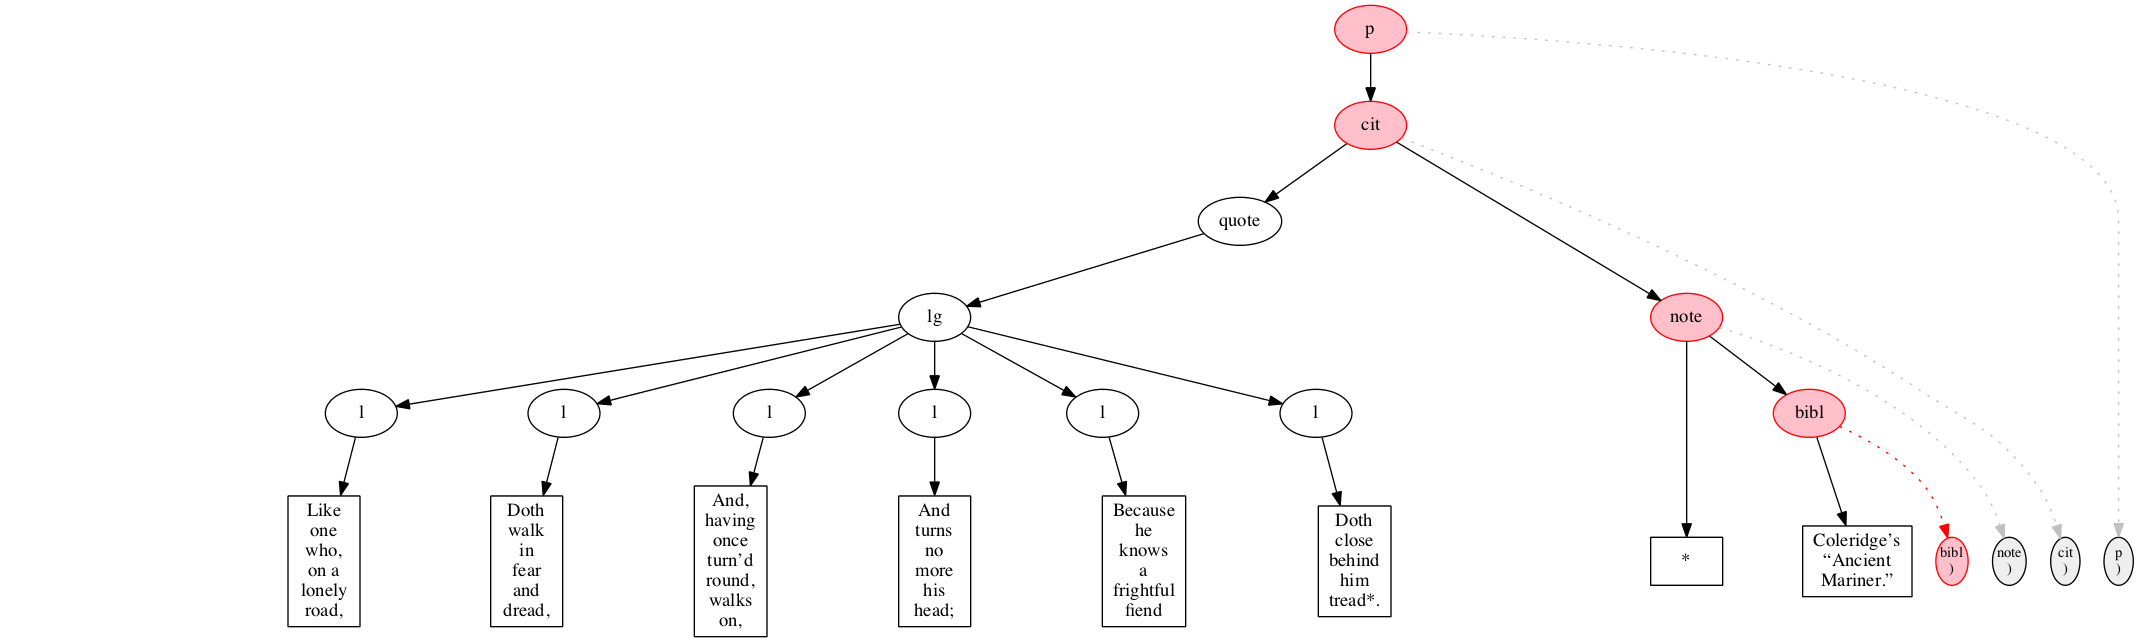 p
cit
quote
lg
note
l
l
l
l
l
l
bibl
Like
one
who,
on a
lonely
road,
Doth
walk
in
fear
and
dread,
And,
having
once
turn’d
round,
walks
on,
And
turns
no
more
his
head;
Because
he
knows
a
frightful
fiend
Doth
close
behind
him
tread*.
*
Coleridge’s
“Ancient
Mariner.”
bibl
)
note
)
cit
)
p
)